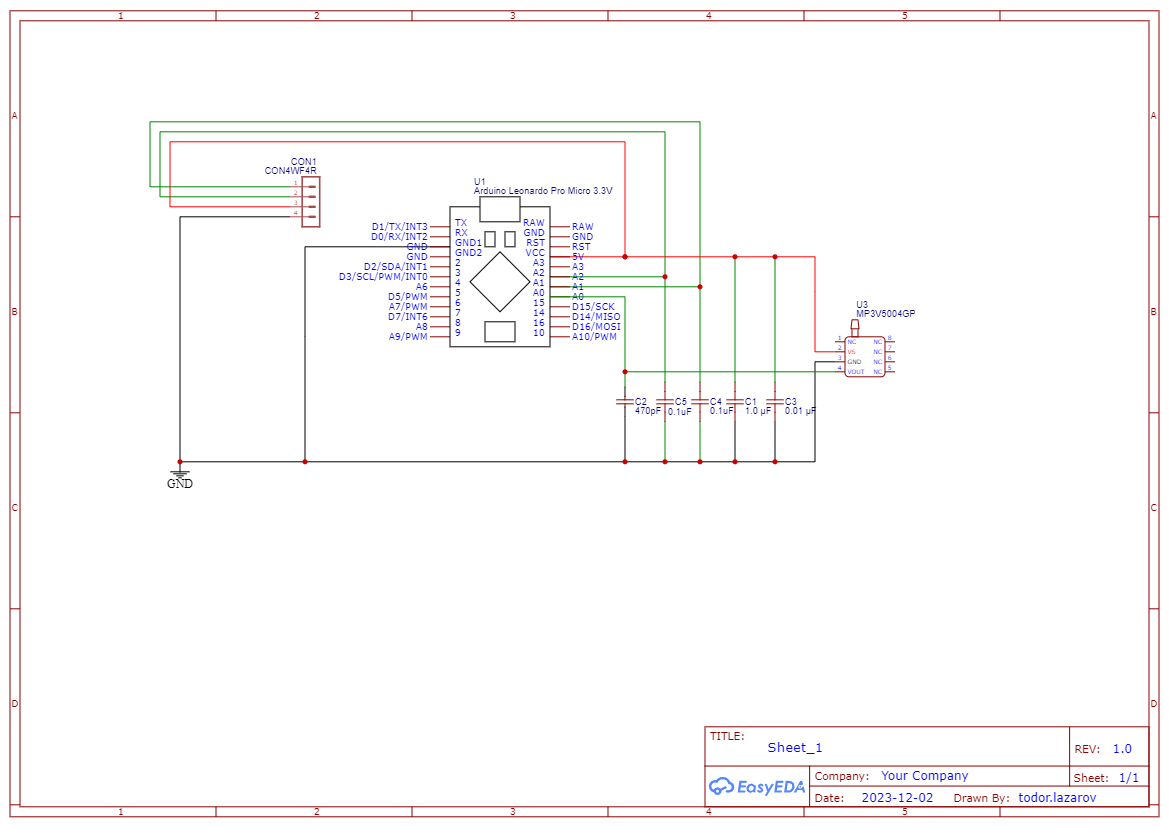 1 2 3 4 5
A A
CON1
CON4WF4R
1
2
3
4
U1
Arduino Leonardo Pro Micro 3.3V
D1/TX/INT3 TX RAW RAW
D0/RX/INT2 RX GND GND
GND GND1 RST RST
GND GND2 VCC 5V
D2/SDA/INT1 2 A3 A3
D3/SCL/PWM/INT0 3 A2 A2
A6 4 A1 A1
D5/PWM 5 A0 A0
A7/PWM 6 15 D15/SCK
D7/INT6 7 14 D14/MISO
A8 8 16 D16/MOSI
A9/PWM 9 10 A10/PWM
B B
U3
MP3V5004GP
1 NC NC 8
2 VS NC 7
3 GND NC 6
4 VOUT NC 5
C2 C5 C4 C1 C3
470pF 0.1uF 0.1uF 1.0 µF 0.01 µF
GND
C C
D D
TITLE:
Sheet_1
REV: 1.0
EasyEDA
Company: Your Company
Sheet: 1/1
Date: 2023-12-02 Drawn By: todor.lazarov
1 2 3 4 5